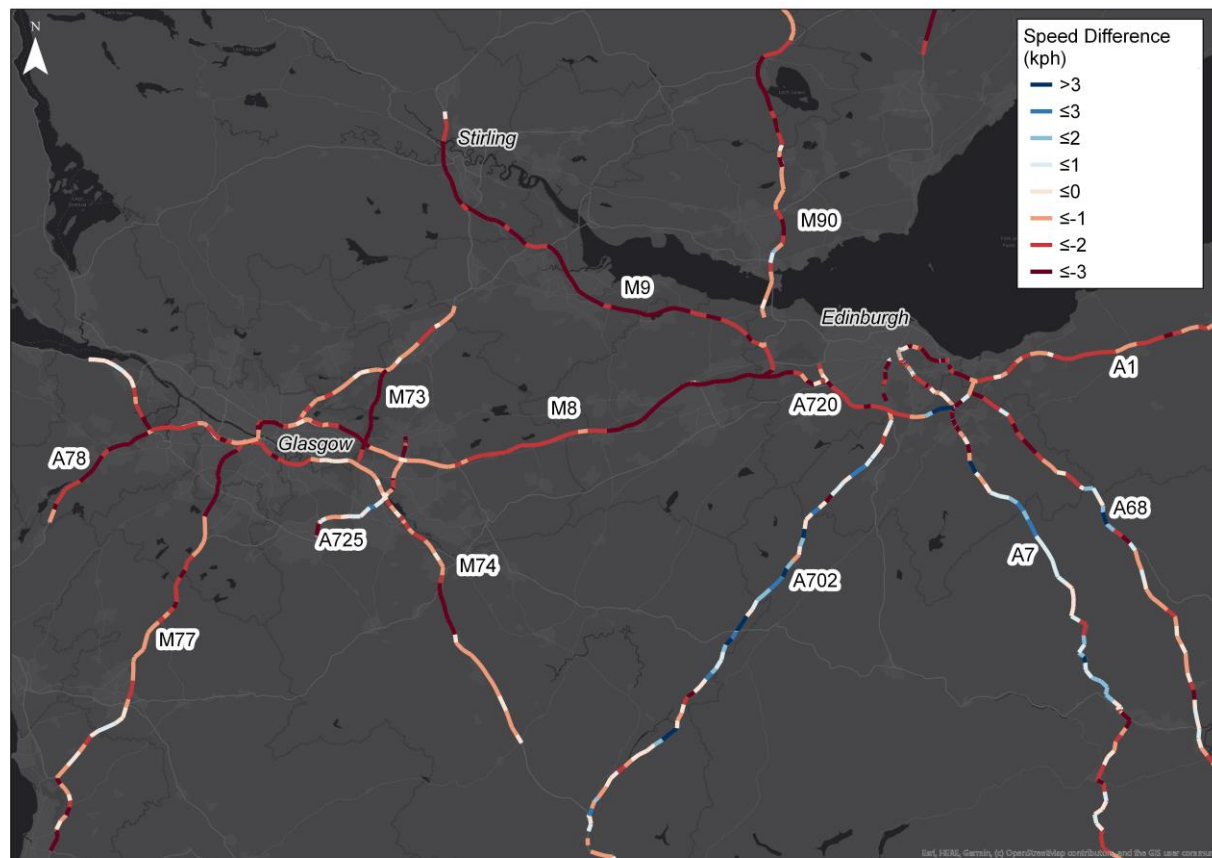 N
Speed Difference
(kph)
>3
≤3
≤2
≤1
≤0
≤-1
≤-2
≤-3
Stirling
M90
M9
Edinburgh
A1
M73
M8
A720
Glasgow
A78
A725
A68
M74
A7
A702
M77
Esri, HERE, Garmin, (c) OpenStreetMap contributors, and the GIS user commun